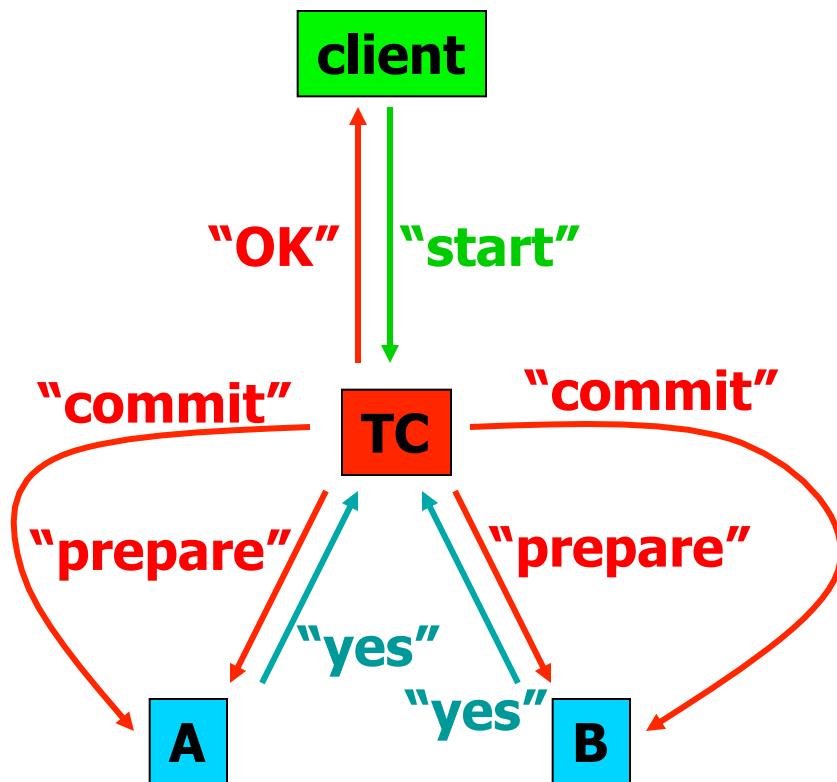 client
“OK” “start”
“commit” “commit”
TC
“prepare” “prepare”
“yes”
“yes”
A B